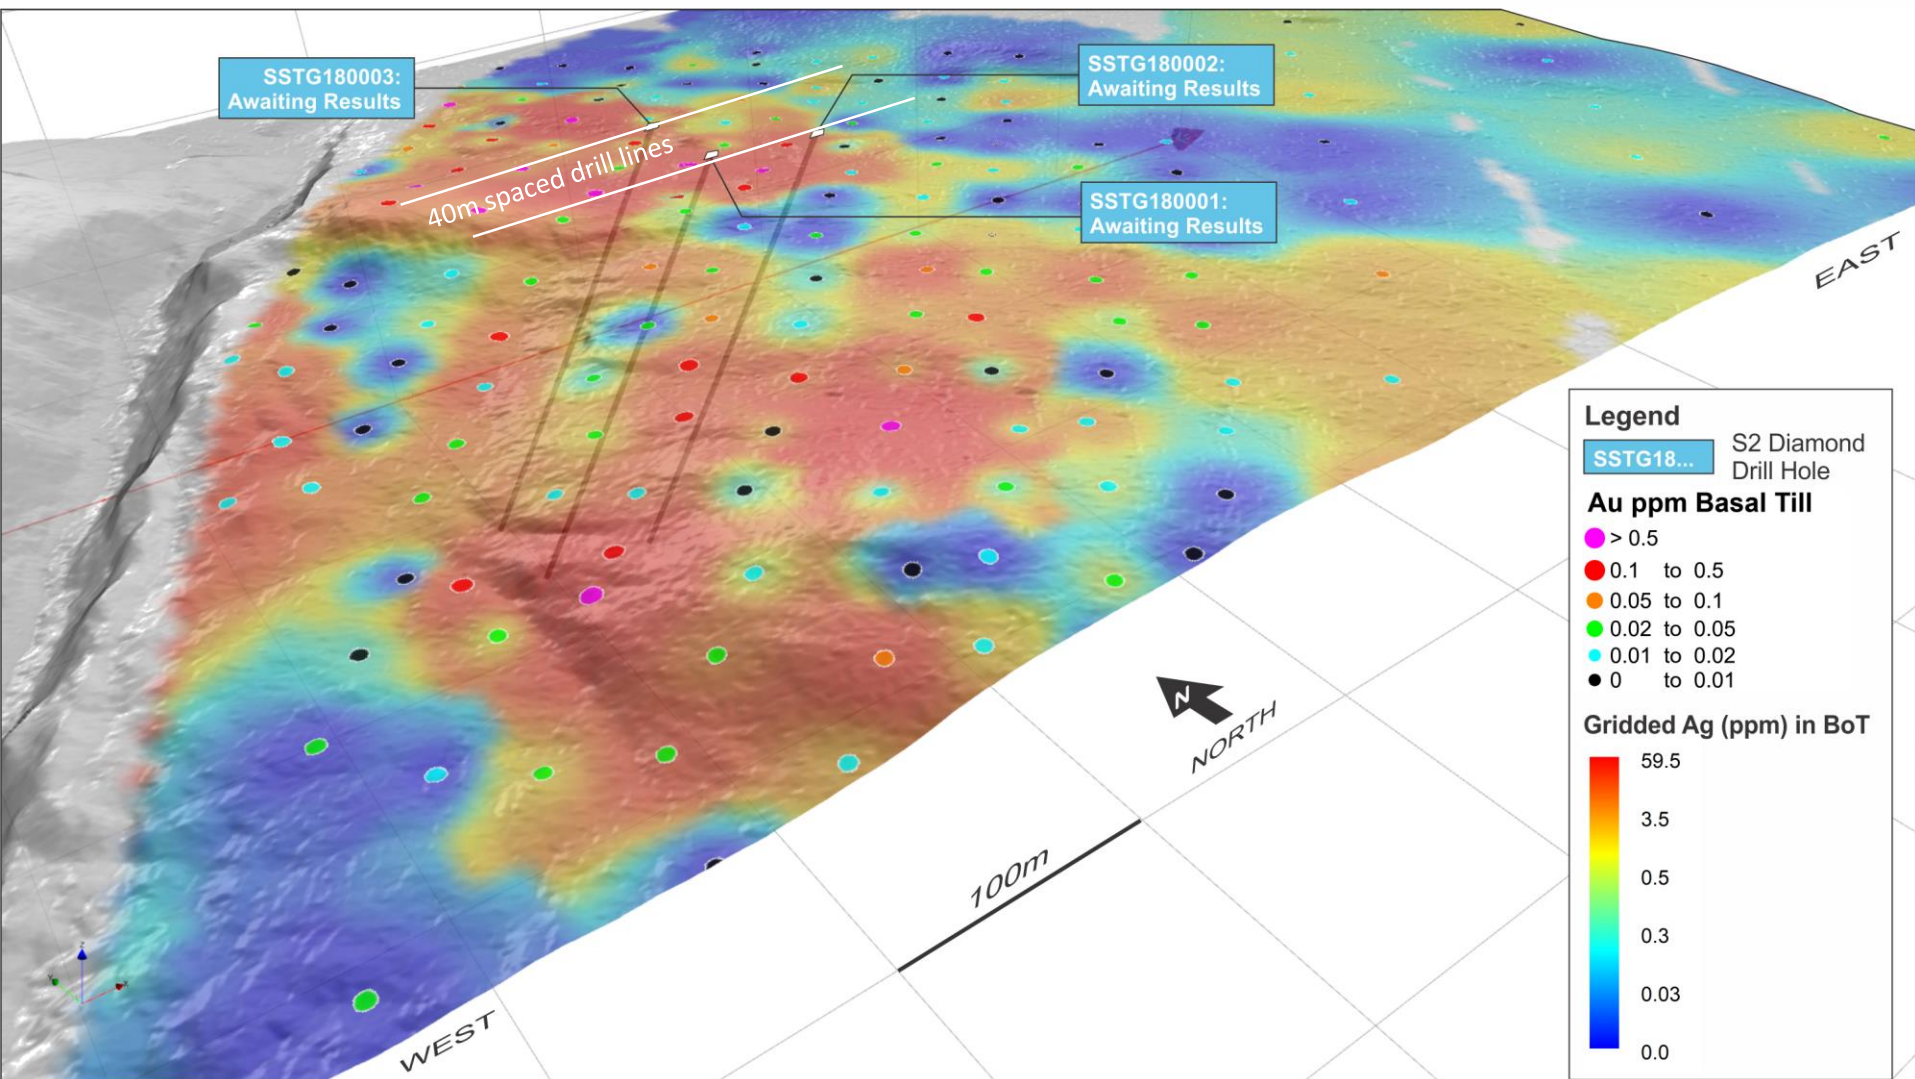 SSTG180003:
Awaiting Results
SSTG180002:
Awaiting Results
40m spaced drill lines
SSTG180001:
Awaiting Results
EAST
Legend
SSTG18... S2 Diamond
Drill Hole
Au ppm Basal Till
> 0.5
0.1 to 0.5
0.05 to 0.1
0.02 to 0.05
0.01 to 0.02
0 to 0.01
N
NORTH
Gridded Ag (ppm) in BoT
59.5
3.5
0.5
0.3
0.03
0.0
100m
WEST
Z
Y
X